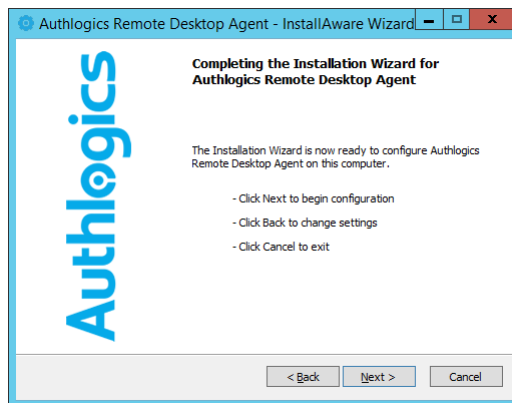 Authlogics Remote Desktop Agent - InstallAware Wizard
Authlogics
Completing the Installation Wizard for
Authlogics Remote Desktop Agent
The Installation Wizard is now ready to configure Authlogics
Remote Desktop Agent on this computer.
- Click Next to begin configuration
- Click Back to change settings
- Click Cancel to exit
< Back
Next >
Cancel